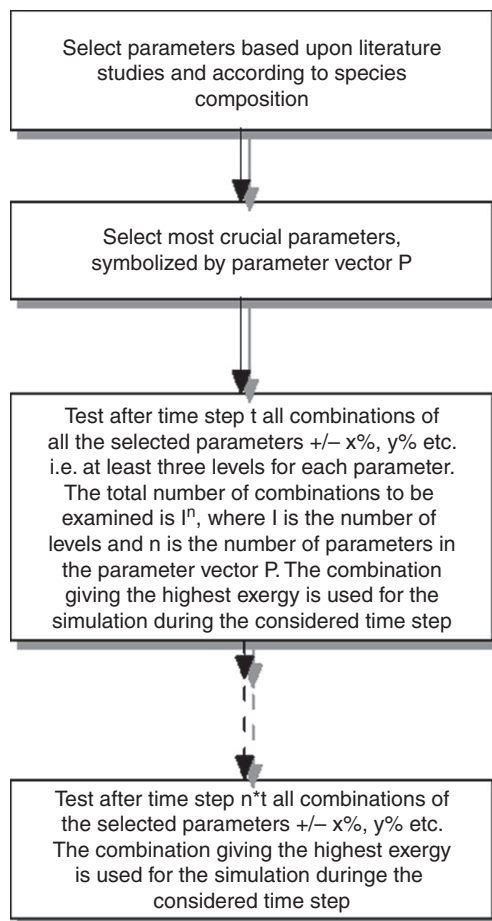 Select parameters based upon literature
studies and according to species
composition
Select most crucial parameters,
symbolized by parameter vector P
Test after time step t all combinations of
all the selected parameters +/– x%, y% etc.
i.e. at least three levels for each parameter.
The total number of combinations to be
examined is lⁿ, where l is the number of
levels and n is the number of parameters in
the parameter vector P. The combination
giving the highest exergy is used for the
simulation during the considered time step
Test after time step n*t all combinations of
the selected parameters +/– x%, y% etc.
The combination giving the highest exergy
is used for the simulation duringe the
considered time step